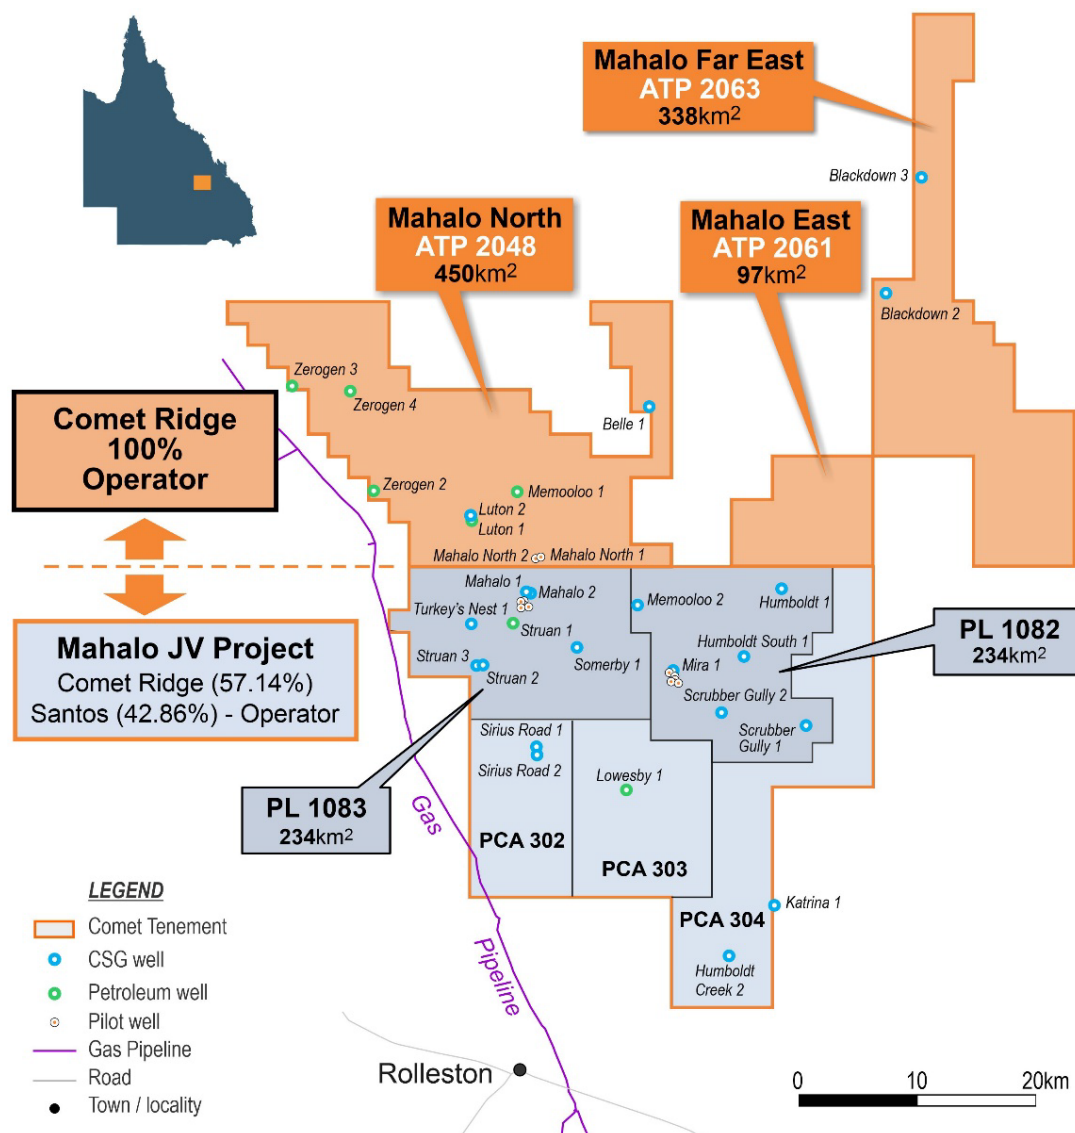 Mahalo Far East
ATP 2063
338km²
Blackdown 3
Mahalo North
ATP 2048
450km²
Mahalo East
ATP 2061
97km²
Blackdown 2
Zerogen 3
Zerogen 4
Belle 1
Comet Ridge
100%
Operator
Zerogen 2
Memooloo 1
Luton 2
Luton 1
Mahalo North 2
Mahalo North 1
Mahalo 1
Mahalo 2
Memooloo 2
Humboldt 1
Turkey's Nest 1
Struan 1
Mahalo JV Project
Comet Ridge (57.14%)
Santos (42.86%) - Operator
Humboldt South 1
PL 1082
234km²
Somerby 1
Struan 3
Struan 2
Mira 1
Scrubber Gully 2
Scrubber
Gully 1
Sirius Road 1
Sirius Road 2
Lowesby 1
PL 1083
234km²
Gas
Pipeline
PCA 302
PCA 303
PCA 304
Katrina 1
Humboldt
Creek 2
LEGEND
Comet Tenement
CSG well
Petroleum well
Pilot well
Gas Pipeline
Road
Town / locality
Rolleston
0 10 20km